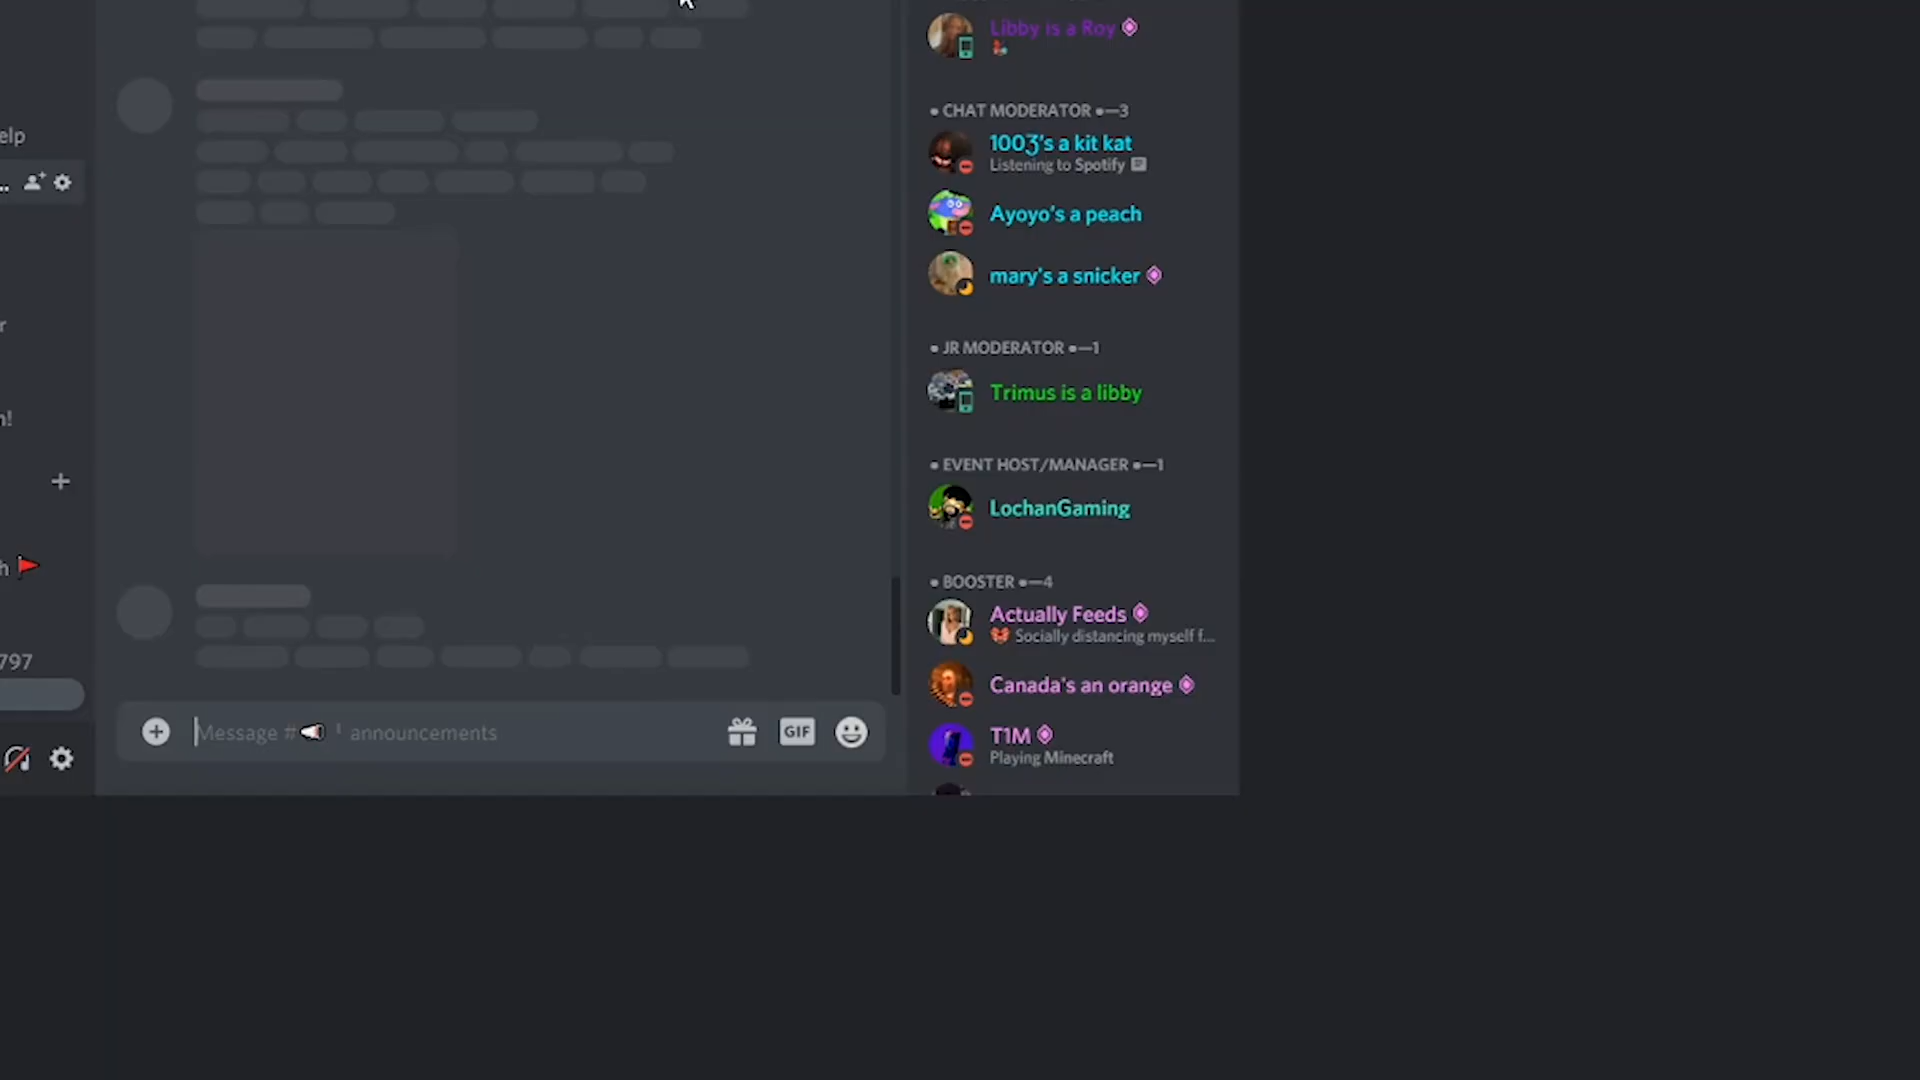 elp
...
r
n!
h
797
Message #📢 ╵ announcements
GIF
Libby is a Roy
• CHAT MODERATOR •—3
100Ʒ's a kit kat
Listening to Spotify
Ayoyo's a peach
mary's a snicker
• JR MODERATOR •—1
Trimus is a libby
• EVENT HOST/MANAGER •—1
LochanGaming
• BOOSTER •—4
Actually Feeds
Socially distancing myself f...
Canada's an orange
T1M
Playing Minecraft